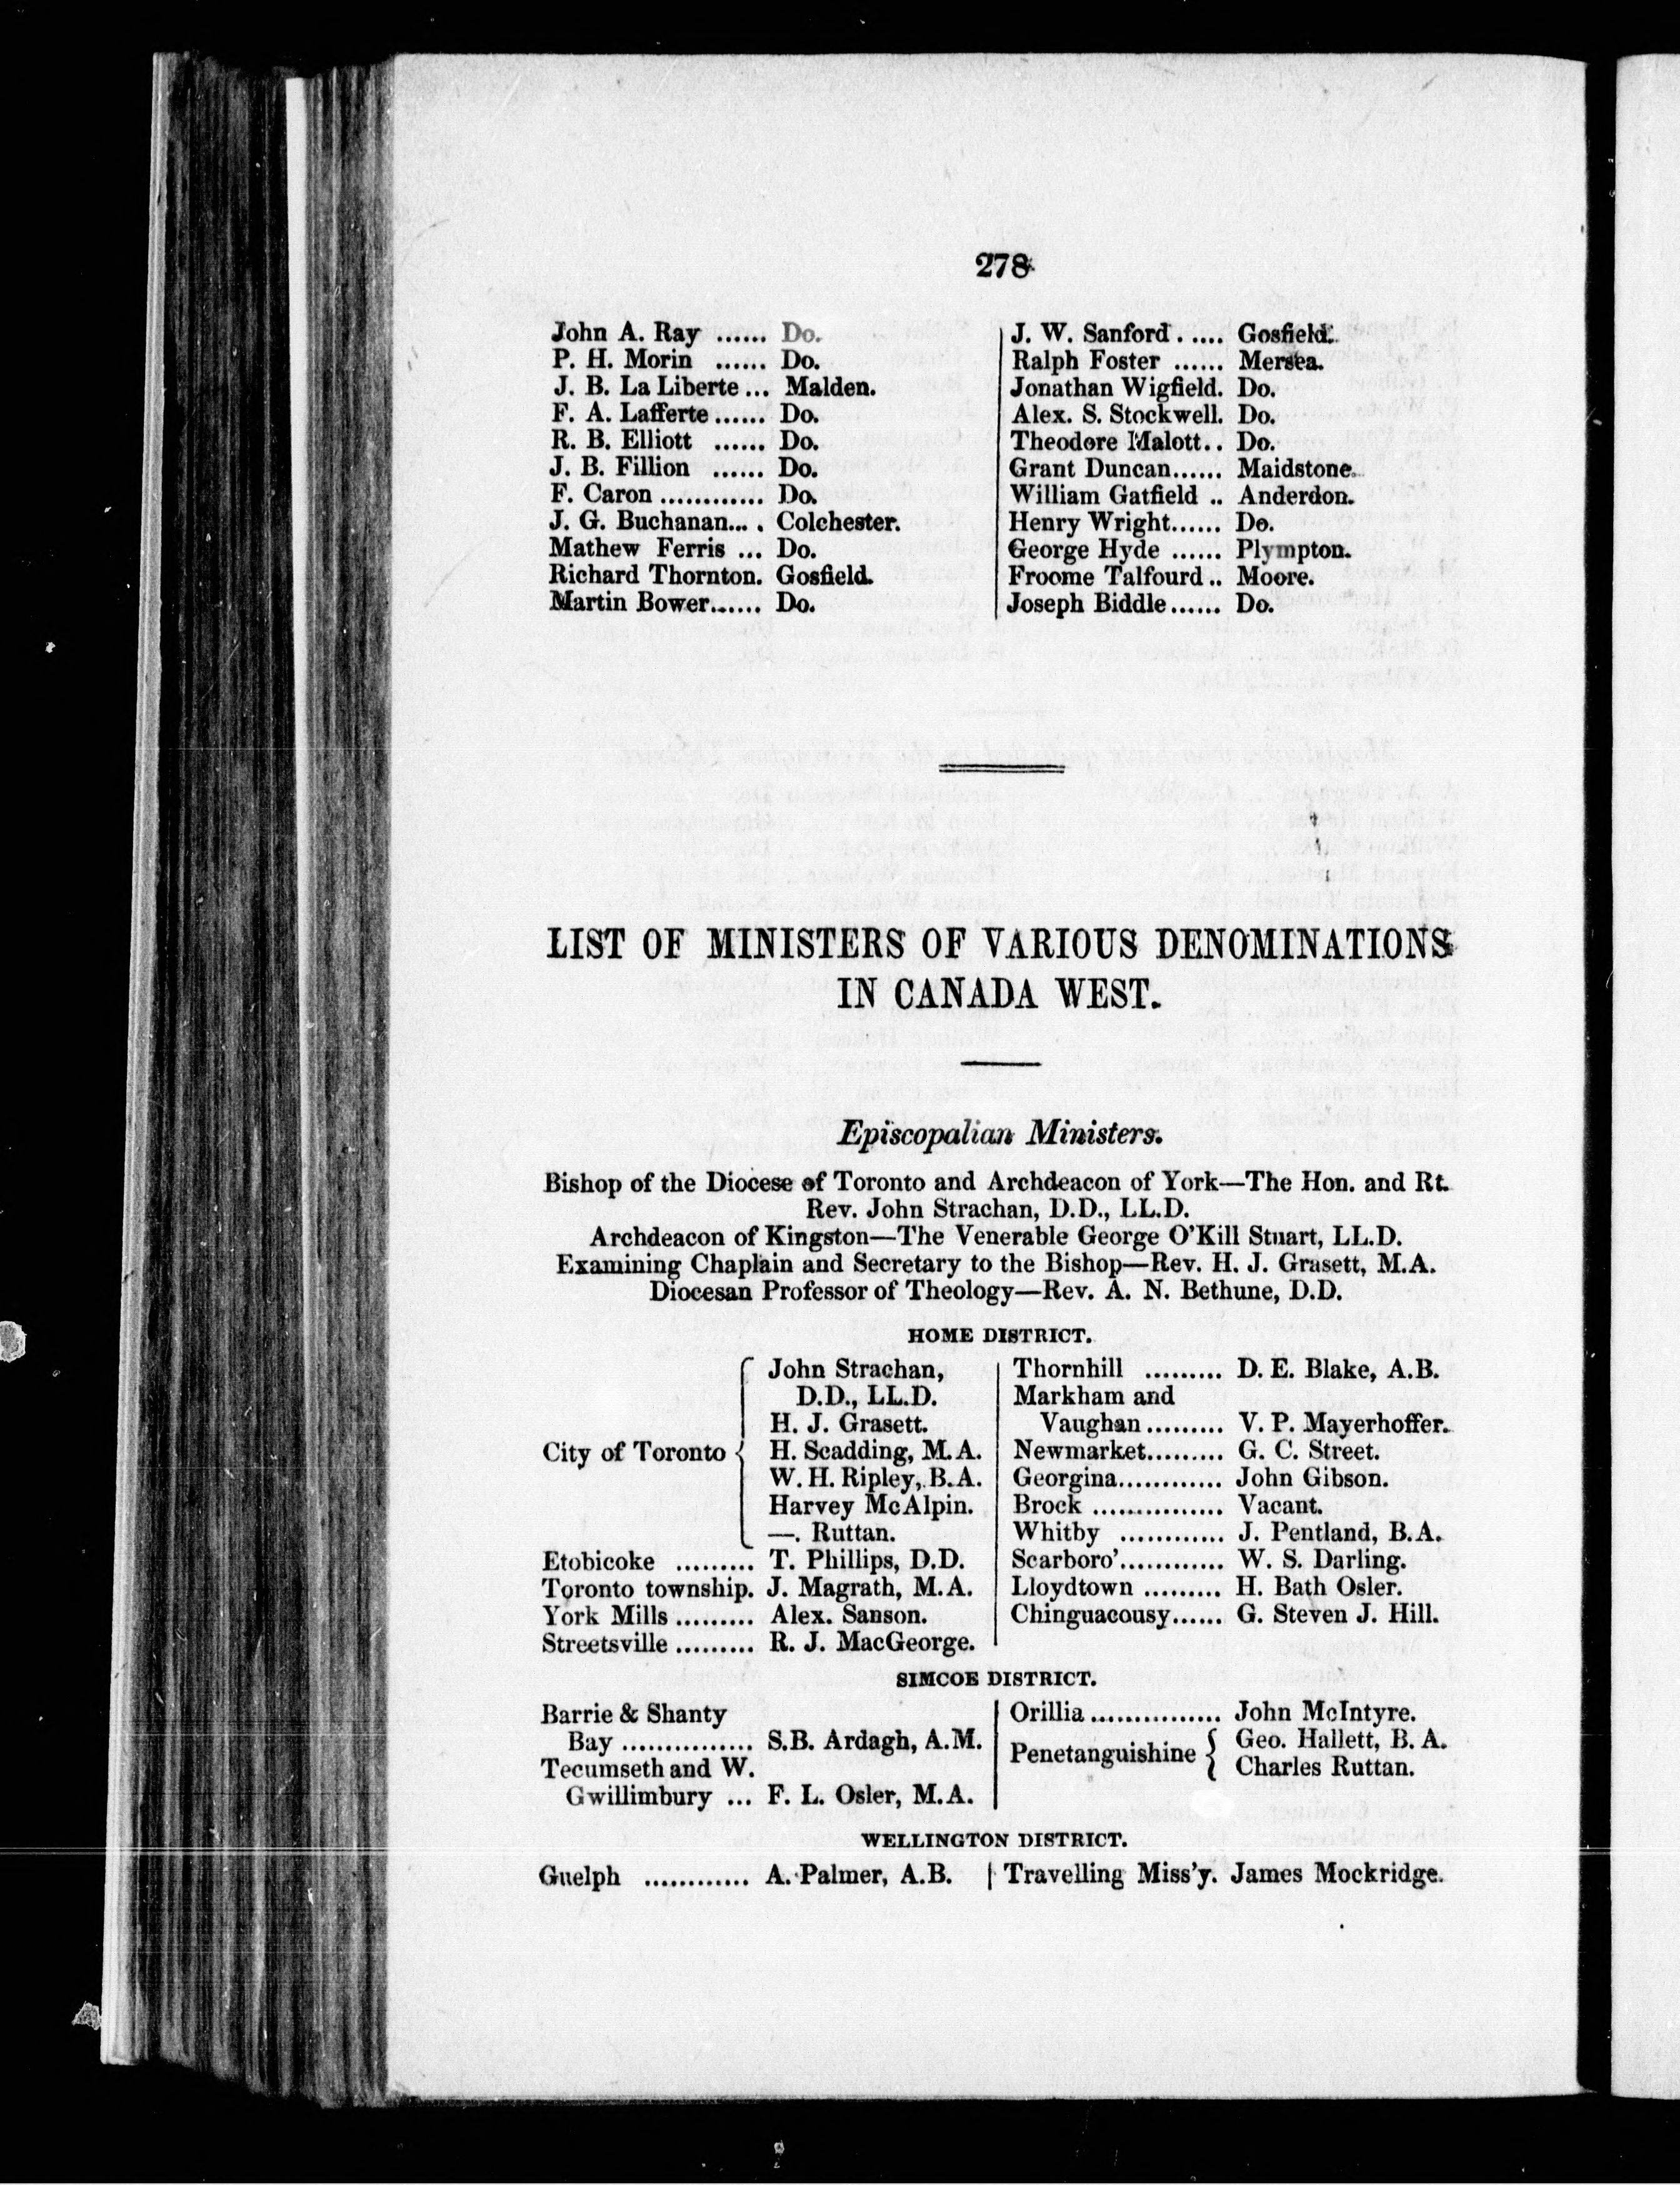 278
John A. Ray ...... Do.
P. H. Morin ...... Do.
J. B. La Liberte ... Malden.
F. A. Lafferte ...... Do.
R. B. Elliott ...... Do.
J. B. Fillion ...... Do.
F. Caron ............ Do.
J. G. Buchanan... . Colchester.
Mathew Ferris ... Do.
Richard Thornton. Gosfield.
Martin Bower...... Do.
J. W. Sanford . .... Gosfield.
Ralph Foster ...... Mersea.
Jonathan Wigfield. Do.
Alex. S. Stockwell. Do.
Theodore Malott.. Do.
Grant Duncan...... Maidstone.
William Gatfield .. Anderdon.
Henry Wright...... Do.
George Hyde ...... Plympton.
Froome Talfourd .. Moore.
Joseph Biddle ...... Do.
LIST OF MINISTERS OF VARIOUS DENOMINATIONS
IN CANADA WEST.
Episcopalian Ministers.
Bishop of the Diocese of Toronto and Archdeacon of York—The Hon. and Rt.
Rev. John Strachan, D.D., LL.D.
Archdeacon of Kingston—The Venerable George O'Kill Stuart, LL.D.
Examining Chaplain and Secretary to the Bishop—Rev. H. J. Grasett, M.A.
Diocesan Professor of Theology—Rev. A. N. Bethune, D.D.
HOME DISTRICT.
City of Toronto { John Strachan,
D.D., LL.D.
H. J. Grasett.
H. Scadding, M.A.
W. H. Ripley, B.A.
Harvey McAlpin.
—. Ruttan.
Etobicoke ......... T. Phillips, D.D.
Toronto township. J. Magrath, M.A.
York Mills ......... Alex. Sanson.
Streetsville ......... R. J. MacGeorge.
Thornhill ......... D. E. Blake, A.B.
Markham and
Vaughan ......... V. P. Mayerhoffer.
Newmarket......... G. C. Street.
Georgina............ John Gibson.
Brock ............... Vacant.
Whitby ............ J. Pentland, B.A.
Scarboro'............ W. S. Darling.
Lloydtown ......... H. Bath Osler.
Chinguacousy...... G. Steven J. Hill.
SIMCOE DISTRICT.
Barrie & Shanty
Bay ............... S.B. Ardagh, A.M.
Tecumseth and W.
Gwillimbury ... F. L. Osler, M.A.
Orillia ............... John McIntyre.
Penetanguishine { Geo. Hallett, B. A.
Charles Ruttan.
WELLINGTON DISTRICT.
Guelph ............ A. Palmer, A.B.
Travelling Miss'y. James Mockridge.